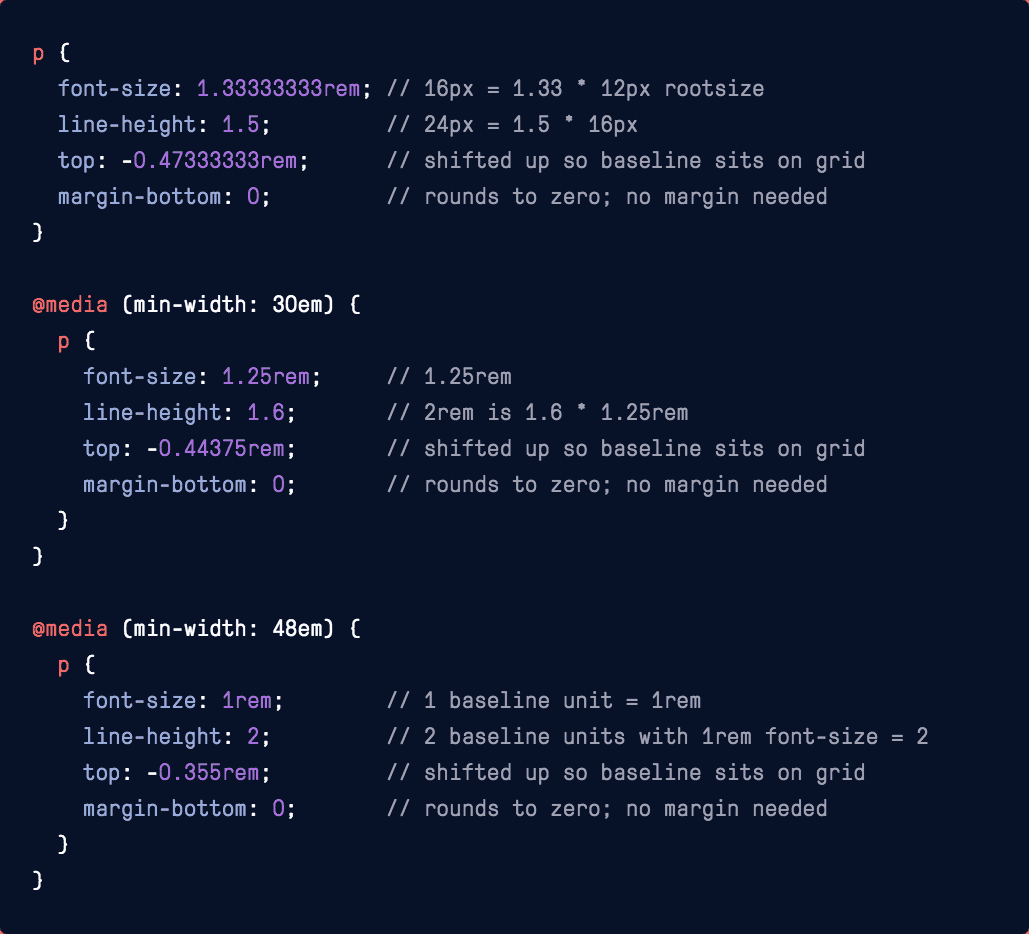 p {
  font-size: 1.33333333rem; // 16px = 1.33 * 12px rootsize
  line-height: 1.5;         // 24px = 1.5 * 16px
  top: -0.47333333rem;      // shifted up so baseline sits on grid
  margin-bottom: 0;         // rounds to zero; no margin needed
}

@media (min-width: 30em) {
  p {
    font-size: 1.25rem;     // 1.25rem
    line-height: 1.6;       // 2rem is 1.6 * 1.25rem
    top: -0.44375rem;       // shifted up so baseline sits on grid
    margin-bottom: 0;       // rounds to zero; no margin needed
  }
}

@media (min-width: 48em) {
  p {
    font-size: 1rem;        // 1 baseline unit = 1rem
    line-height: 2;         // 2 baseline units with 1rem font-size = 2
    top: -0.355rem;         // shifted up so baseline sits on grid
    margin-bottom: 0;       // rounds to zero; no margin needed
  }
}